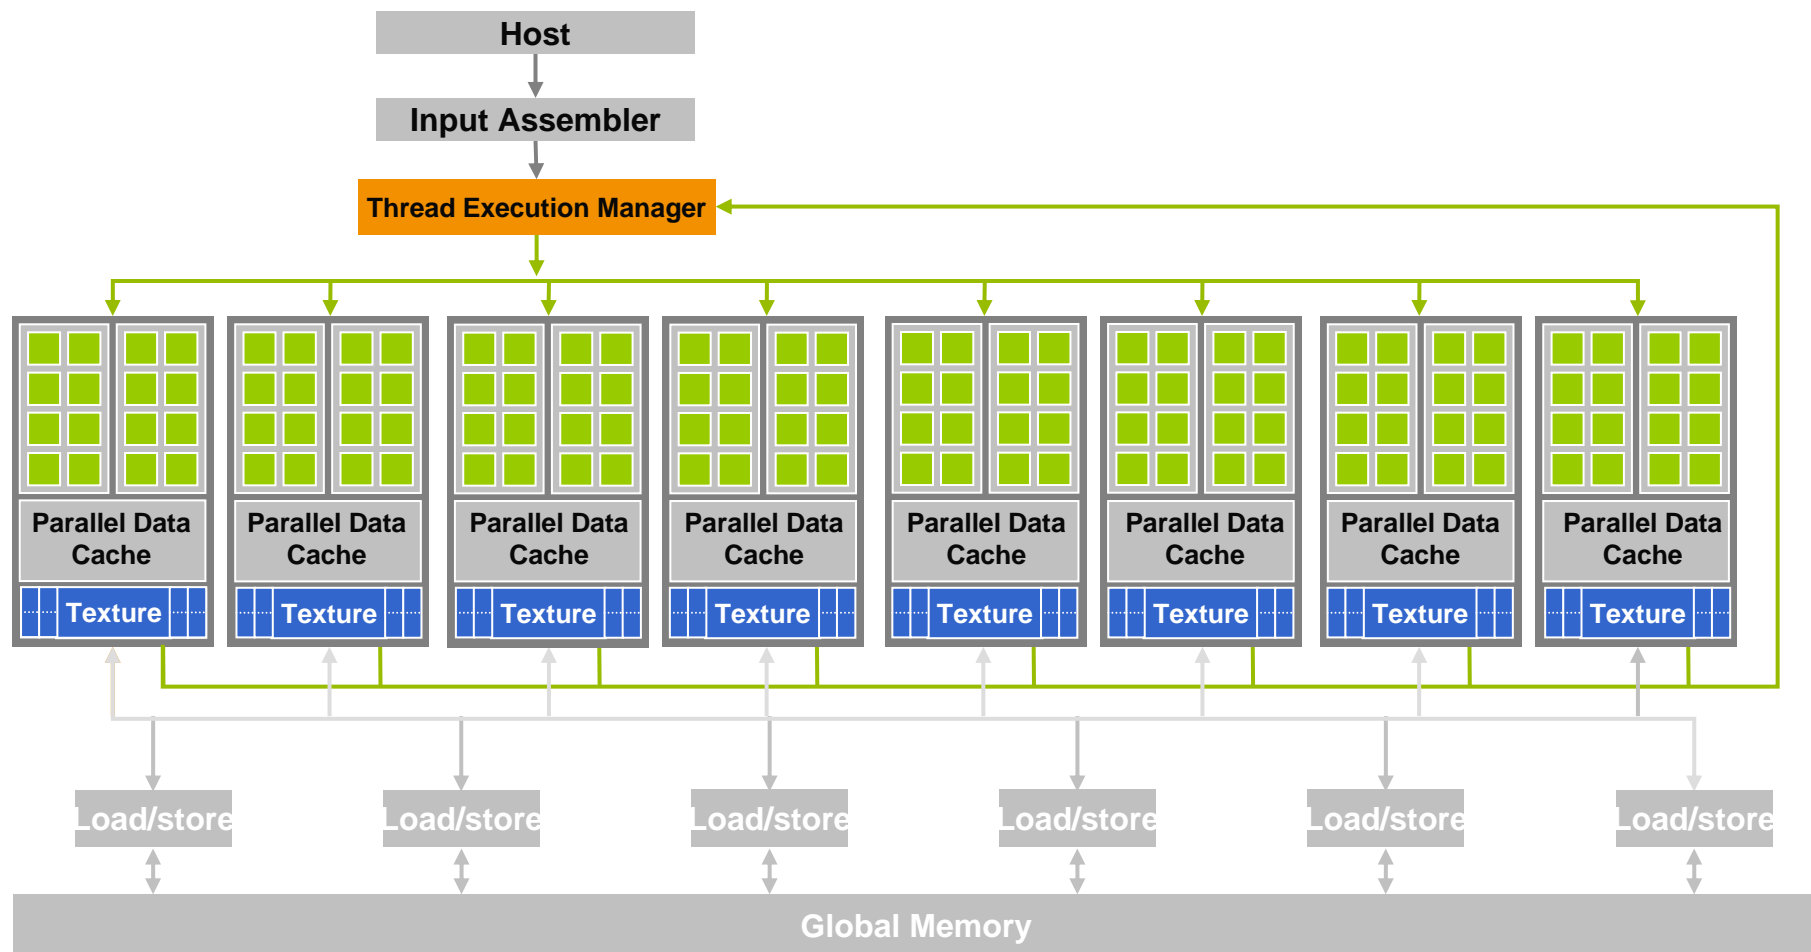 Host
Input Assembler
Thread Execution Manager
Parallel Data
Cache
Texture
Parallel Data
Cache
Texture
Parallel Data
Cache
Texture
Parallel Data
Cache
Texture
Parallel Data
Cache
Texture
Parallel Data
Cache
Texture
Parallel Data
Cache
Texture
Parallel Data
Cache
Texture
Load/store
Load/store
Load/store
Load/store
Load/store
Load/store
Global Memory